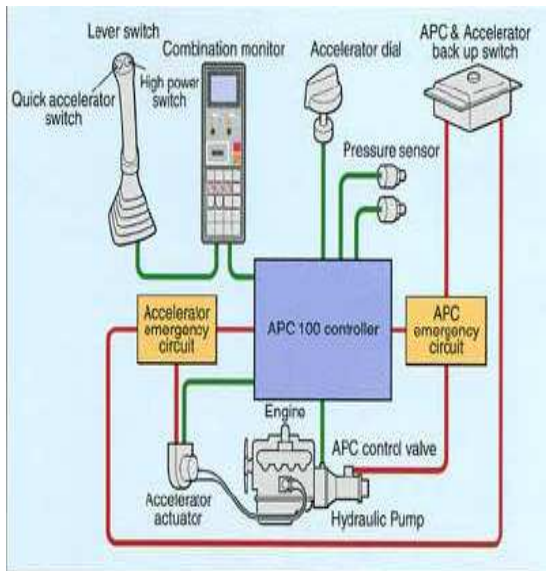 Lever switch
Combination monitor
Accelerator dial
APC & Accelerator
back up switch
High power
switch
Quick accelerator
switch
Pressure sensor
Accelerator
emergency
circuit
APC 100 controller
APC
emergency
circuit
Engine
APC control valve
Accelerator
actuator
Hydraulic Pump